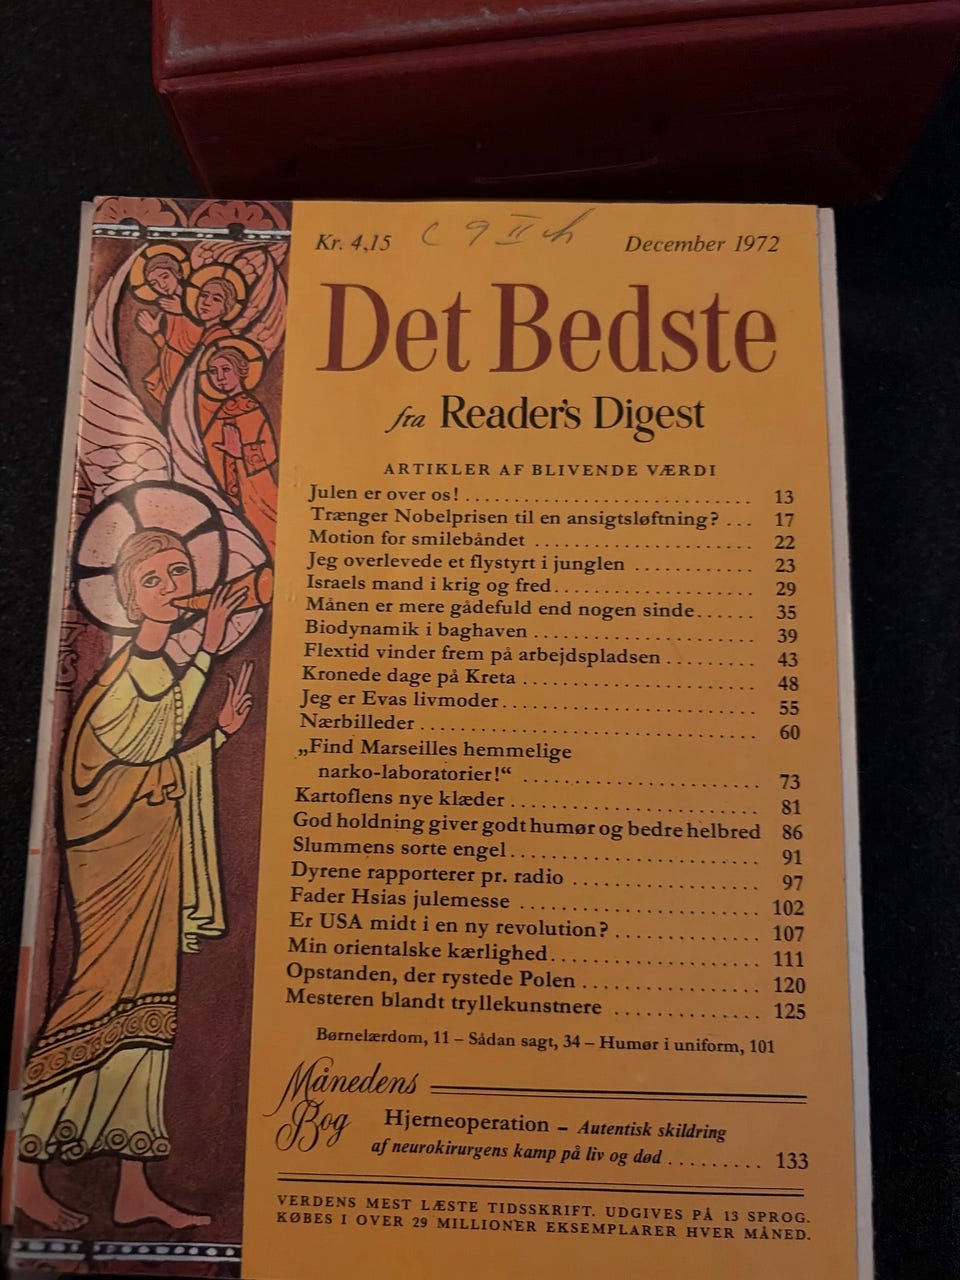 Kr. 4,15 December 1972
Det Bedste
fra Reader's Digest
ARTIKLER AF BLIVENDE VÆRDI
Julen er over os! 13
Trænger Nobelprisen til en ansigtsløftning? 17
Motion for smilebåndet 22
Jeg overlevede et flystyrt i junglen 23
Israels mand i krig og fred 29
Månen er mere gådefuld end nogen sinde 35
Biodynamik i baghaven 39
Flextid vinder frem på arbejdspladsen 43
Kronede dage på Kreta 48
Jeg er Evas livmoder 55
Nærbilleder 60
„Find Marseilles hemmelige
narko-laboratorier!“ 73
Kartoflens nye klæder 81
God holdning giver godt humør og bedre helbred 86
Slummens sorte engel 91
Dyrene rapporterer pr. radio 97
Fader Hsias julemesse 102
Er USA midt i en ny revolution? 107
Min orientalske kærlighed 111
Opstanden, der rystede Polen 120
Mesteren blandt tryllekunstnere 125
Børnelærdom, 11 – Sådan sagt, 34 – Humør i uniform, 101
Månedens
Bog
Hjerneoperation – Autentisk skildring
af neurokirurgens kamp på liv og død 133
VERDENS MEST LÆSTE TIDSSKRIFT. UDGIVES PÅ 13 SPROG.
KØBES I OVER 29 MILLIONER EKSEMPLARER HVER MÅNED.